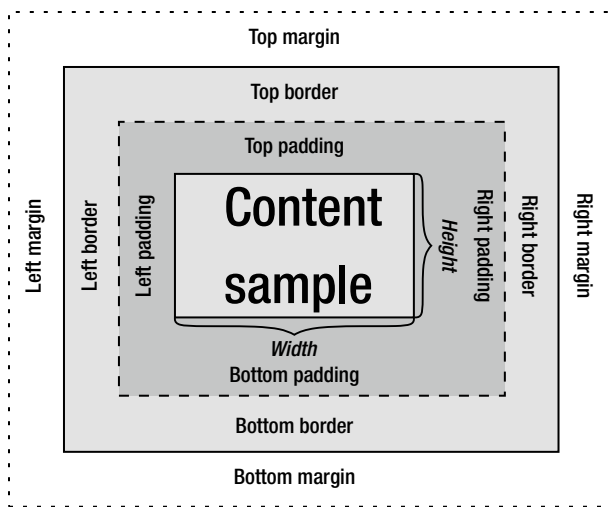 Top margin
Top border
Top padding
Left margin
Left border
Left padding
Content
sample
Height
Right padding
Right border
Right margin
Width
Bottom padding
Bottom border
Bottom margin